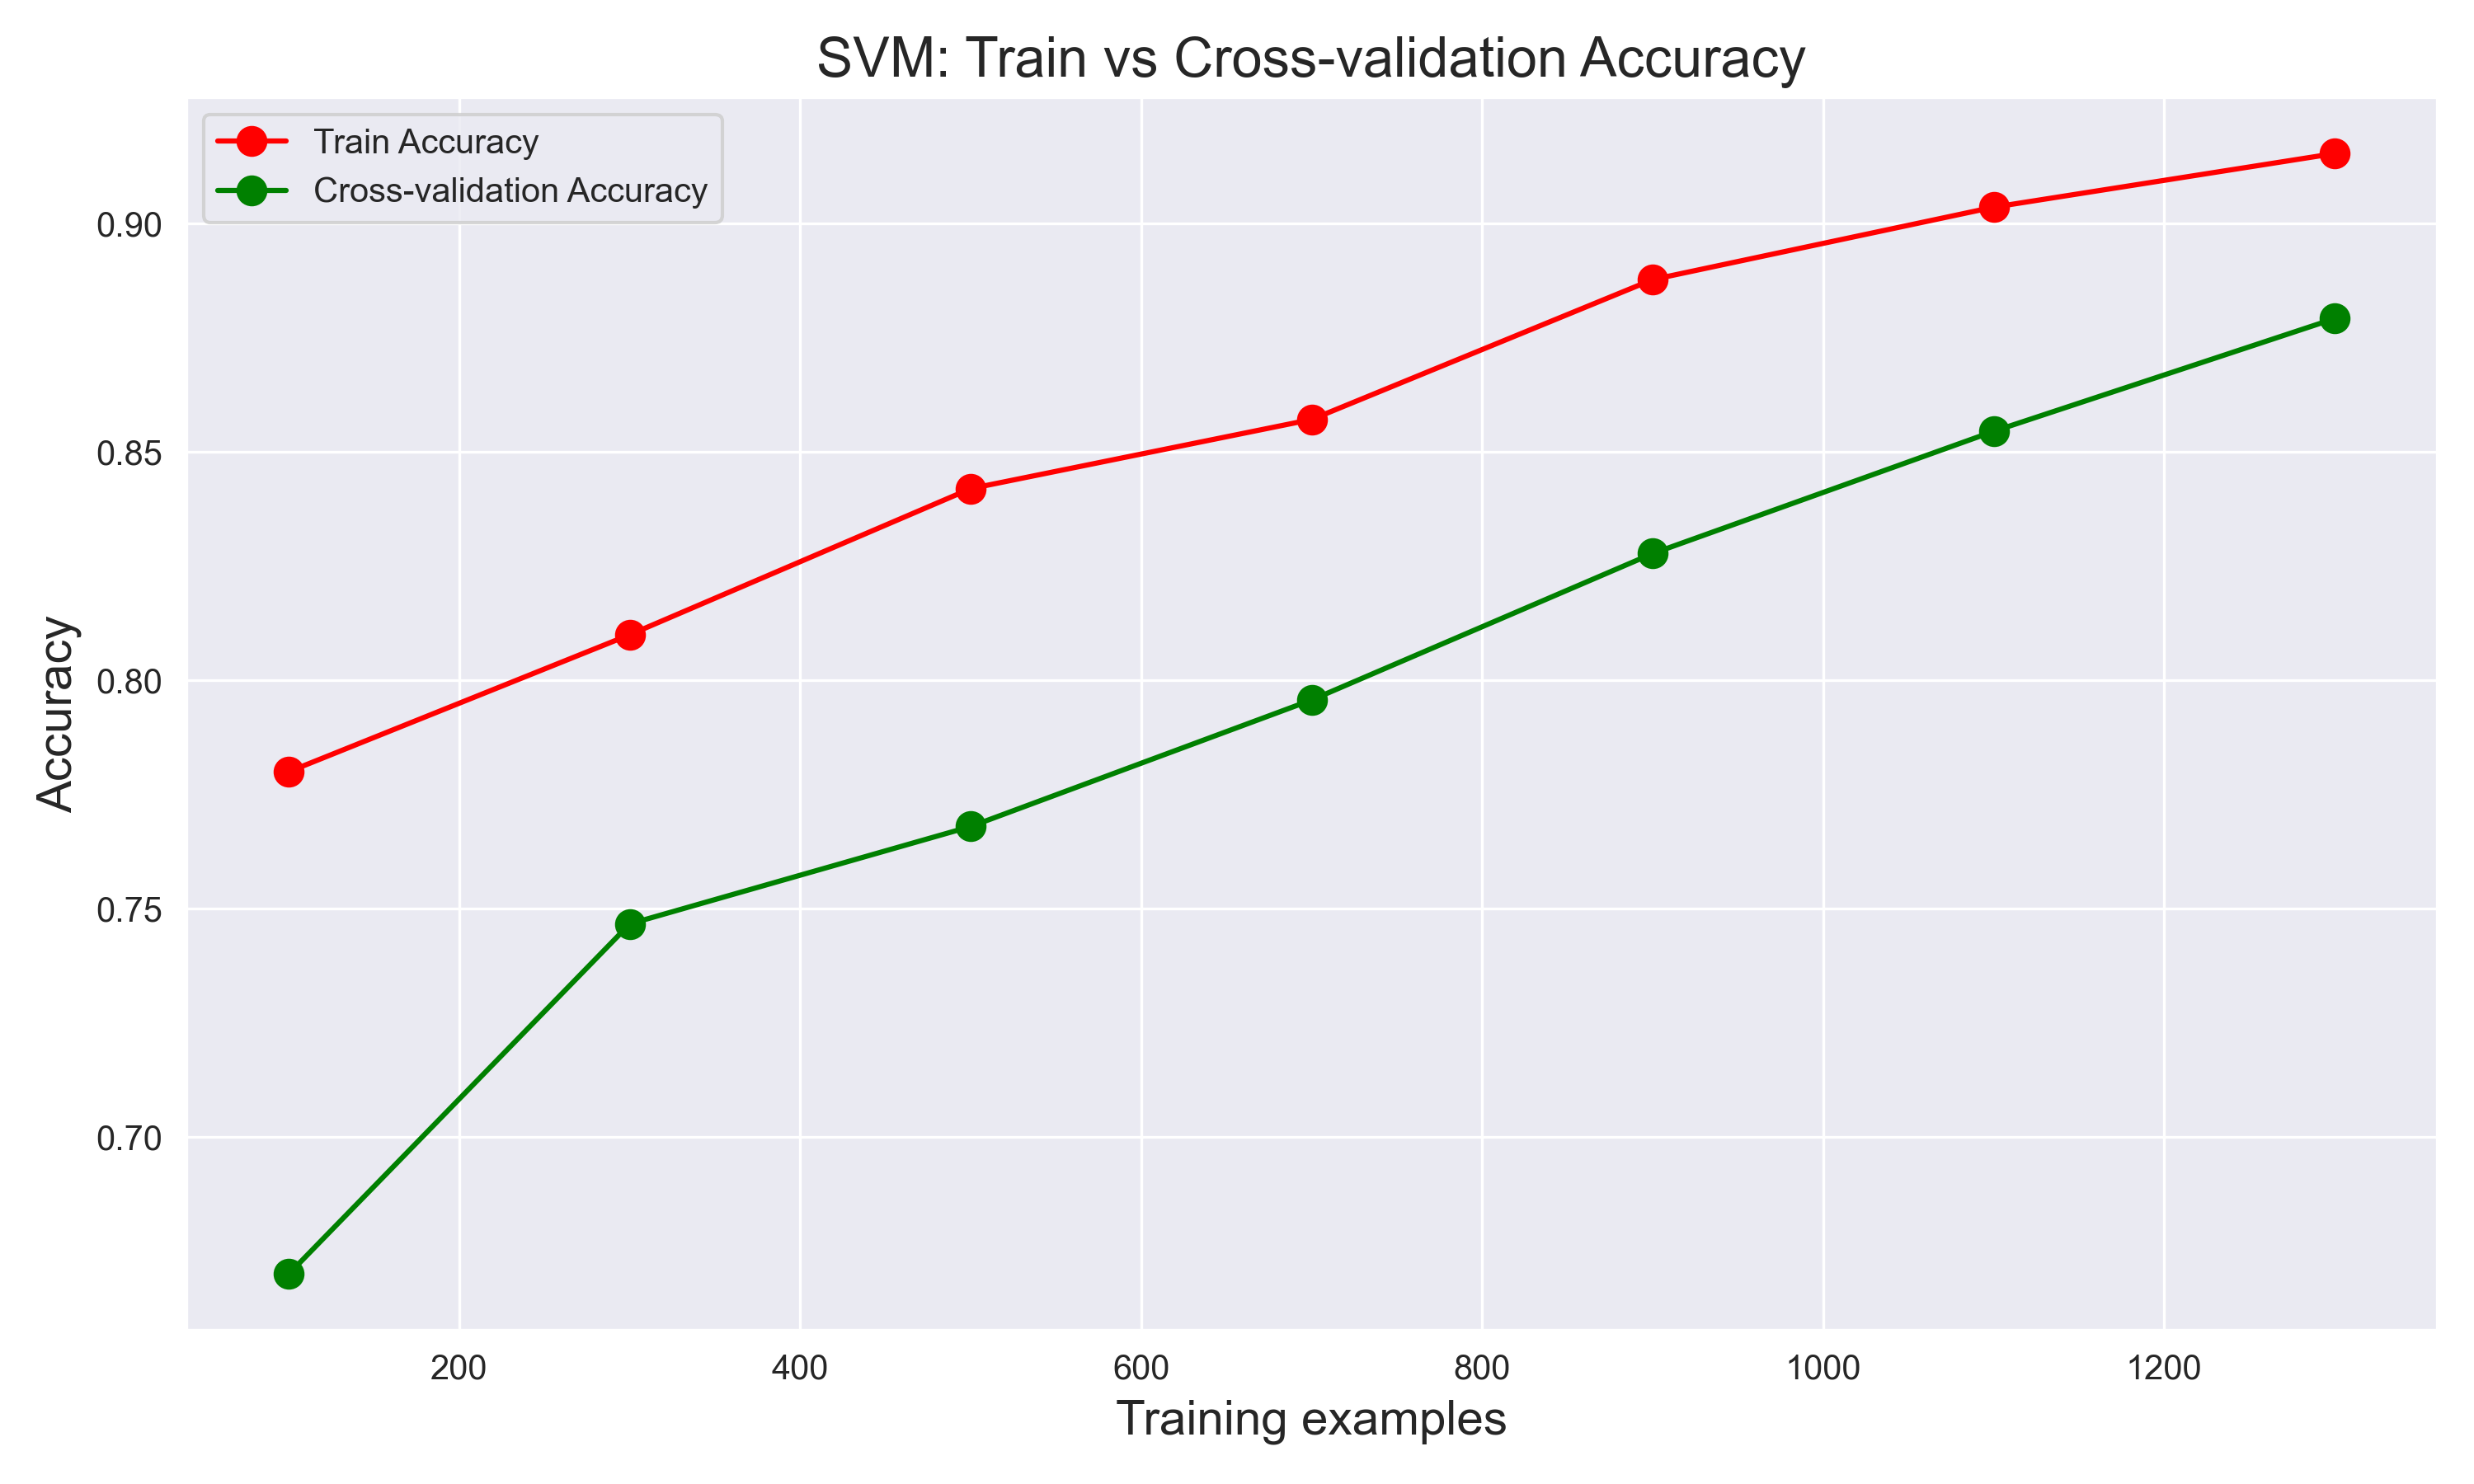 SVM: Train vs Cross-validation Accuracy
Train Accuracy
Cross-validation Accuracy
0.90
0.85
0.80
0.75
0.70
Accuracy
200 400 600 800 1000 1200
Training examples